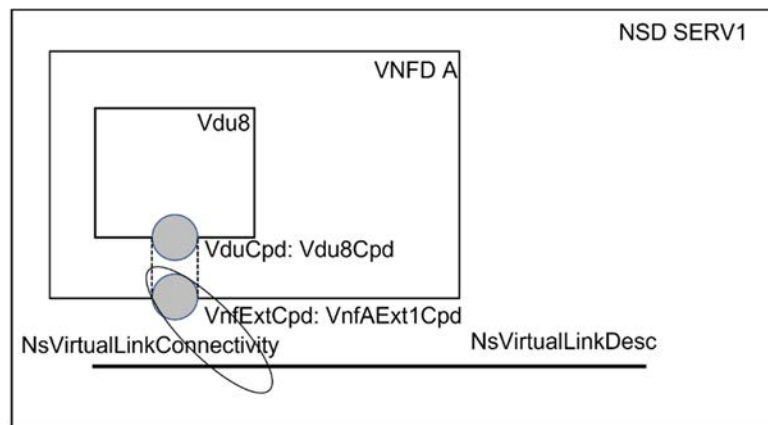 NSD SERV1
VNFD A
Vdu8
VduCpd: Vdu8Cpd
VnfExtCpd: VnfAExt1Cpd
NsVirtualLinkConnectivity
NsVirtualLinkDesc